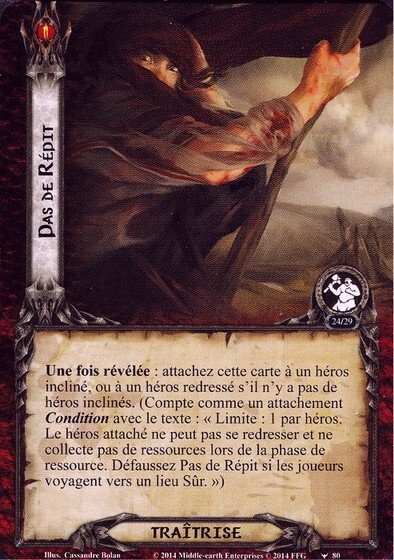 Pas de Répit
24/29
Une fois révélée : attachez cette carte à un héros
incliné, ou à un héros redressé s'il n'y a pas de
héros inclinés. (Compte comme un attachement
Condition avec le texte : « Limite : 1 par héros.
Le héros attaché ne peut pas se redresser et ne
collecte pas de ressources lors de la phase de
ressource. Défaussez Pas de Répit si les joueurs
voyagent vers un lieu Sûr. »)
TRAÎTRISE
Illus. Cassandre Bolan © 2014 Middle-earth Enterprises © 2014 FFG 80